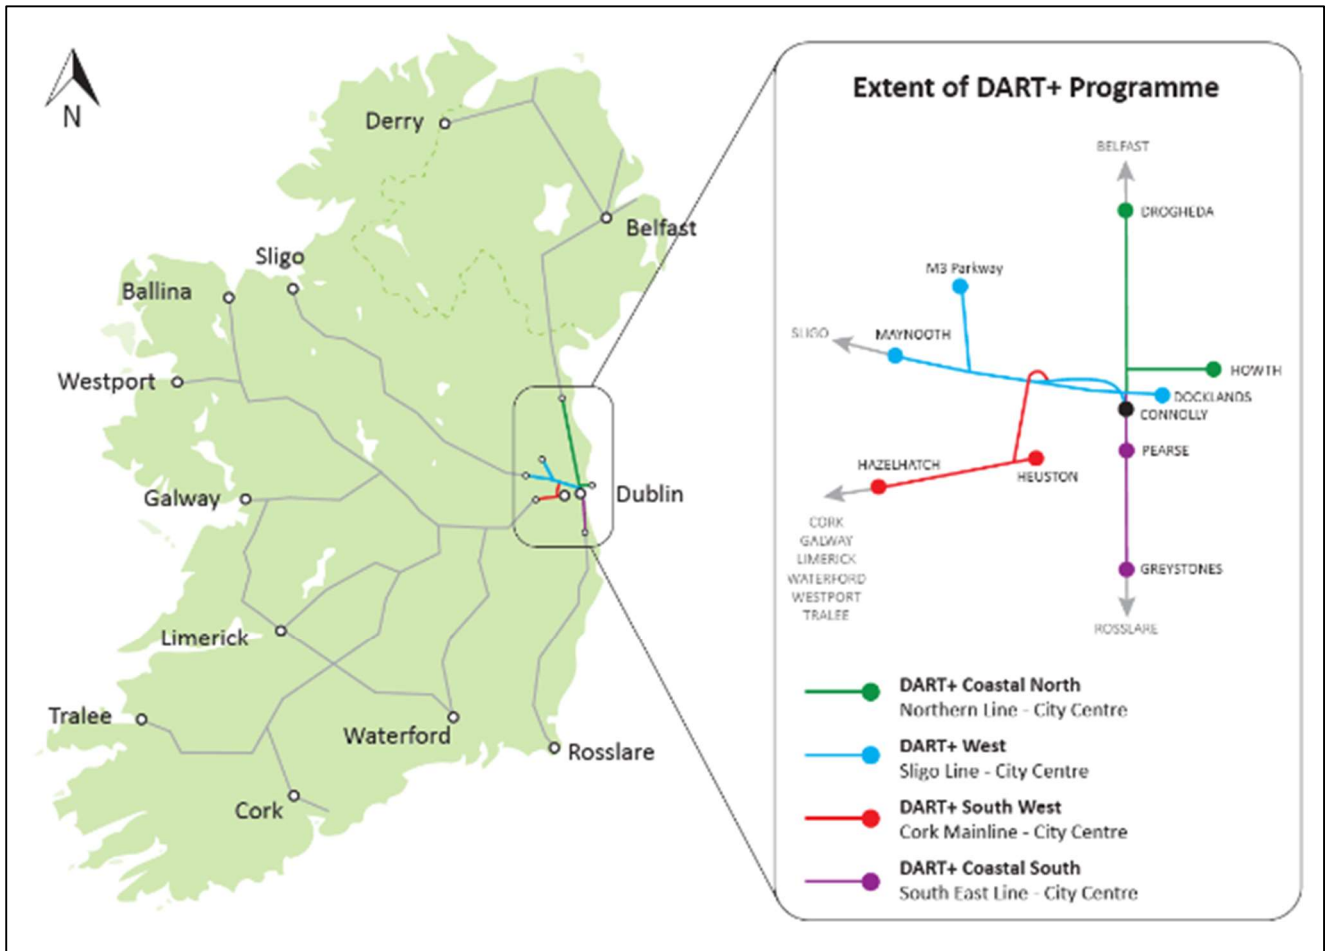 N
Derry
Belfast
Sligo
Ballina
Westport
Galway
Dublin
Limerick
Tralee
Waterford
Rosslare
Cork
Extent of DART+ Programme
BELFAST
DROGHEDA
M3 Parkway
SLIGO
MAYNOOTH
HOWTH
DOCKLANDS
CONNOLLY
PEARSE
HAZELHATCH
HEUSTON
CORK
GALWAY
LIMERICK
WATERFORD
WESTPORT
TRALEE
GREYSTONES
ROSSLARE
DART+ Coastal North
Northern Line - City Centre
DART+ West
Sligo Line - City Centre
DART+ South West
Cork Mainline - City Centre
DART+ Coastal South
South East Line - City Centre